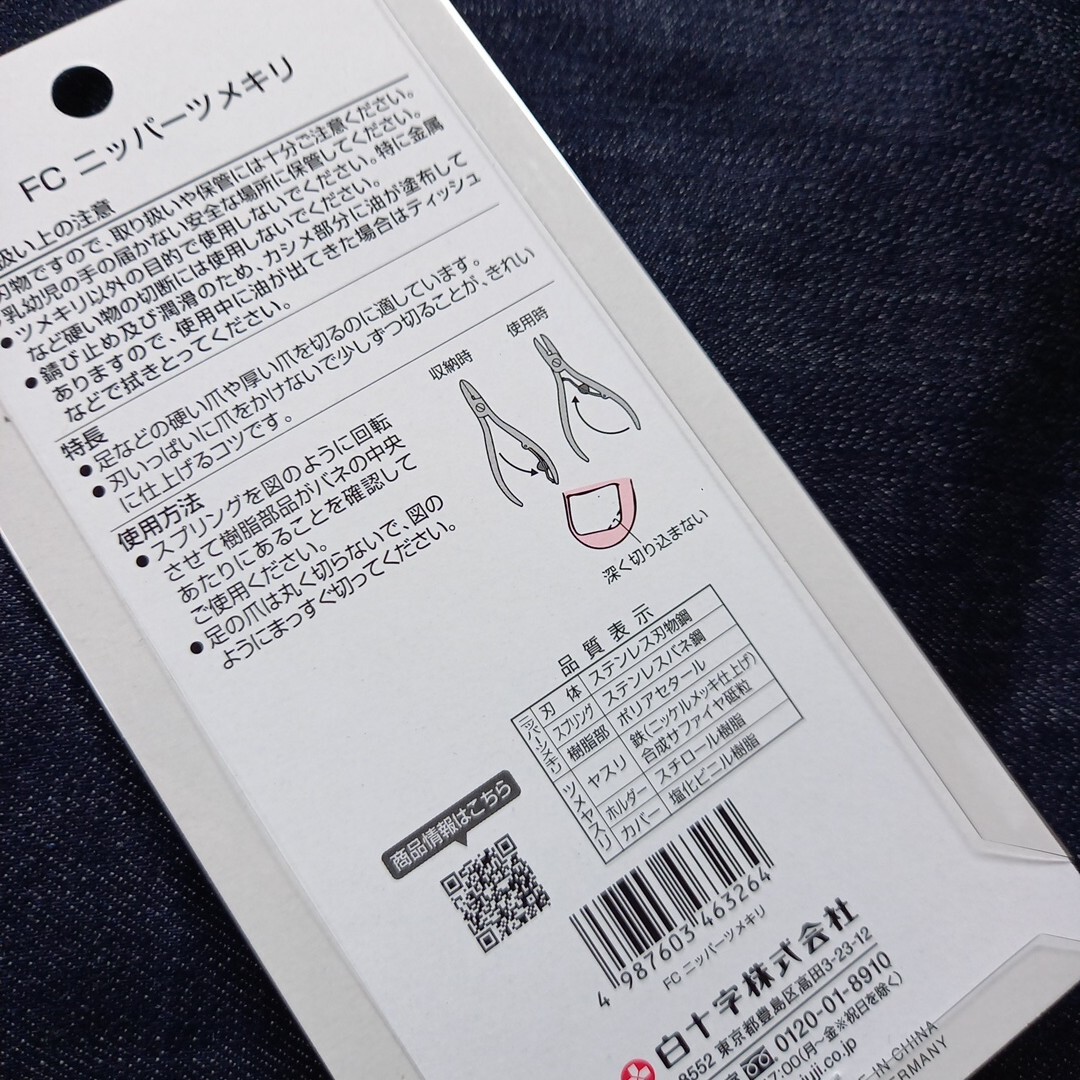 FC ニッパーツメキリ
扱い上の注意
刃物ですので、取り扱いや保管には十分ご注意ください。
乳幼児の手の届かない安全な場所に保管してください。
● ツメキリ以外の目的で使用しないでください。特に金属
など硬い物の切断には使用しないでください。
● 錆び止め及び潤滑のため、カシメ部分に油が塗布して
ありますので、使用中に油が出てきた場合はティッシュ
などで拭きとってください。
特長
● 足などの硬い爪や厚い爪を切るのに適しています。
● 刃いっぱいに爪をかけないで少しずつ切ることが、きれい
に仕上げるコツです。
使用方法
● スプリングを図のように回転
させて樹脂部品がバネの中央
あたりにあることを確認して
ご使用ください。
● 足の爪は丸く切らないで、図の
ようにまっすぐ切ってください。
収納時
使用時
深く切り込まない
品質表示
ニッパーツメキリ
刃体 ステンレス刃物鋼
スプリング ステンレスバネ鋼
樹脂部 ポリアセタール
ツメヤスリ
ヤスリ 鉄(ニッケルメッキ仕上げ)
合成サファイヤ砥粒
ホルダー スチロール樹脂
カバー 塩化ビニル樹脂
商品情報はこちら
4 987603 463264
FC ニッパーツメキリ
白十字株式会社
8552 東京都豊島区高田3-23-12
0120-01-8910
7:00(月〜金※祝日を除く)
uji.co.jp
IN CHINA
GERMANY